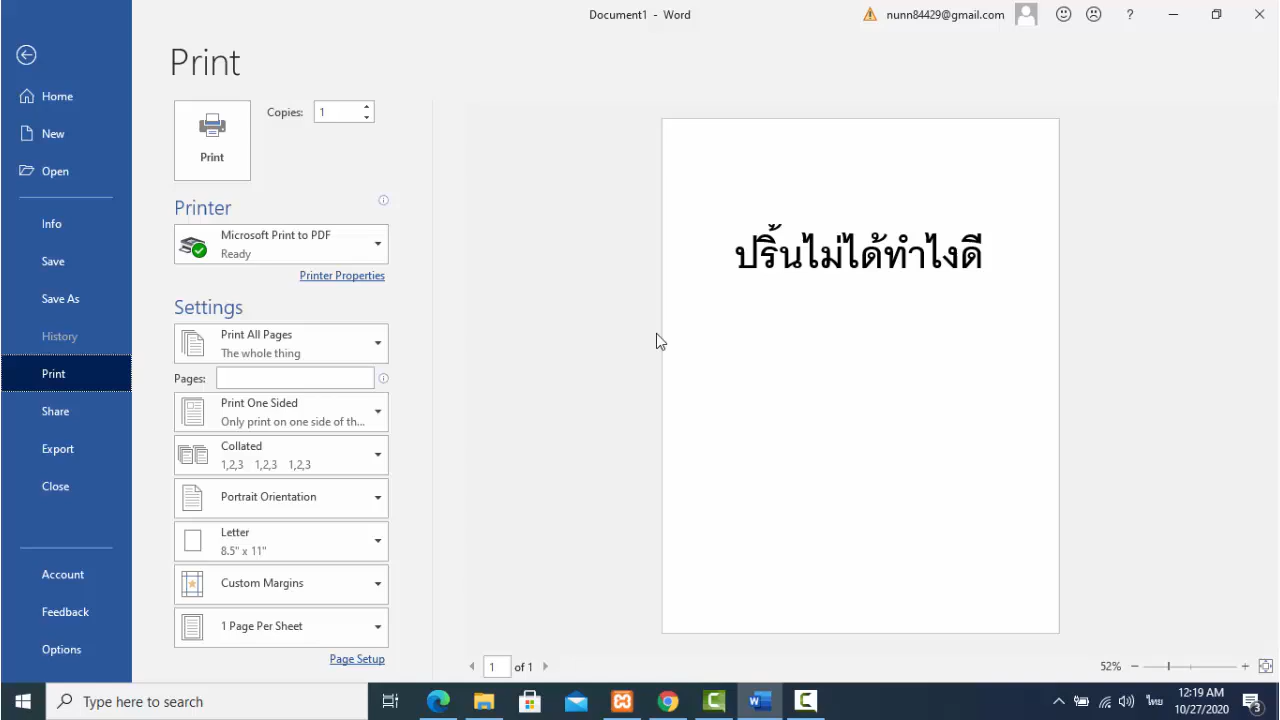 Document1 - Word
nunn84429@gmail.com
?
Print
Home
New
Open
Info
Save
Save As
History
Print
Share
Export
Close
Account
Feedback
Options
Print
Copies: 1
Printer
Microsoft Print to PDF
Ready
Printer Properties
Settings
Print All Pages
The whole thing
Pages:
Print One Sided
Only print on one side of th...
Collated
1,2,3 1,2,3 1,2,3
Portrait Orientation
Letter
8.5" x 11"
Custom Margins
1 Page Per Sheet
Page Setup
ปริ้นไม่ได้ทำไงดี
1 of 1
52%
Type here to search
ไทย
12:19 AM
10/27/2020
3